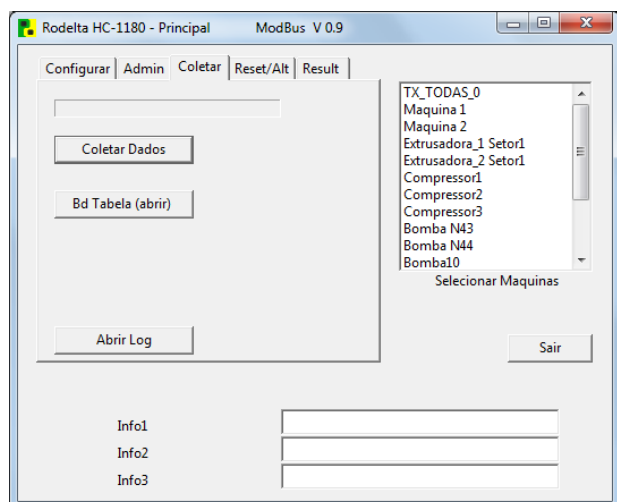 Rodelta HC-1180 - Principal ModBus V 0.9
Configurar Admin Coletar Reset/Alt Result
Coletar Dados
Bd Tabela (abrir)
Abrir Log
TX_TODAS_0
Maquina 1
Maquina 2
Extrusadora_1 Setor1
Extrusadora_2 Setor1
Compressor1
Compressor2
Compressor3
Bomba N43
Bomba N44
Bomba10
Selecionar Maquinas
Sair
Info1
Info2
Info3